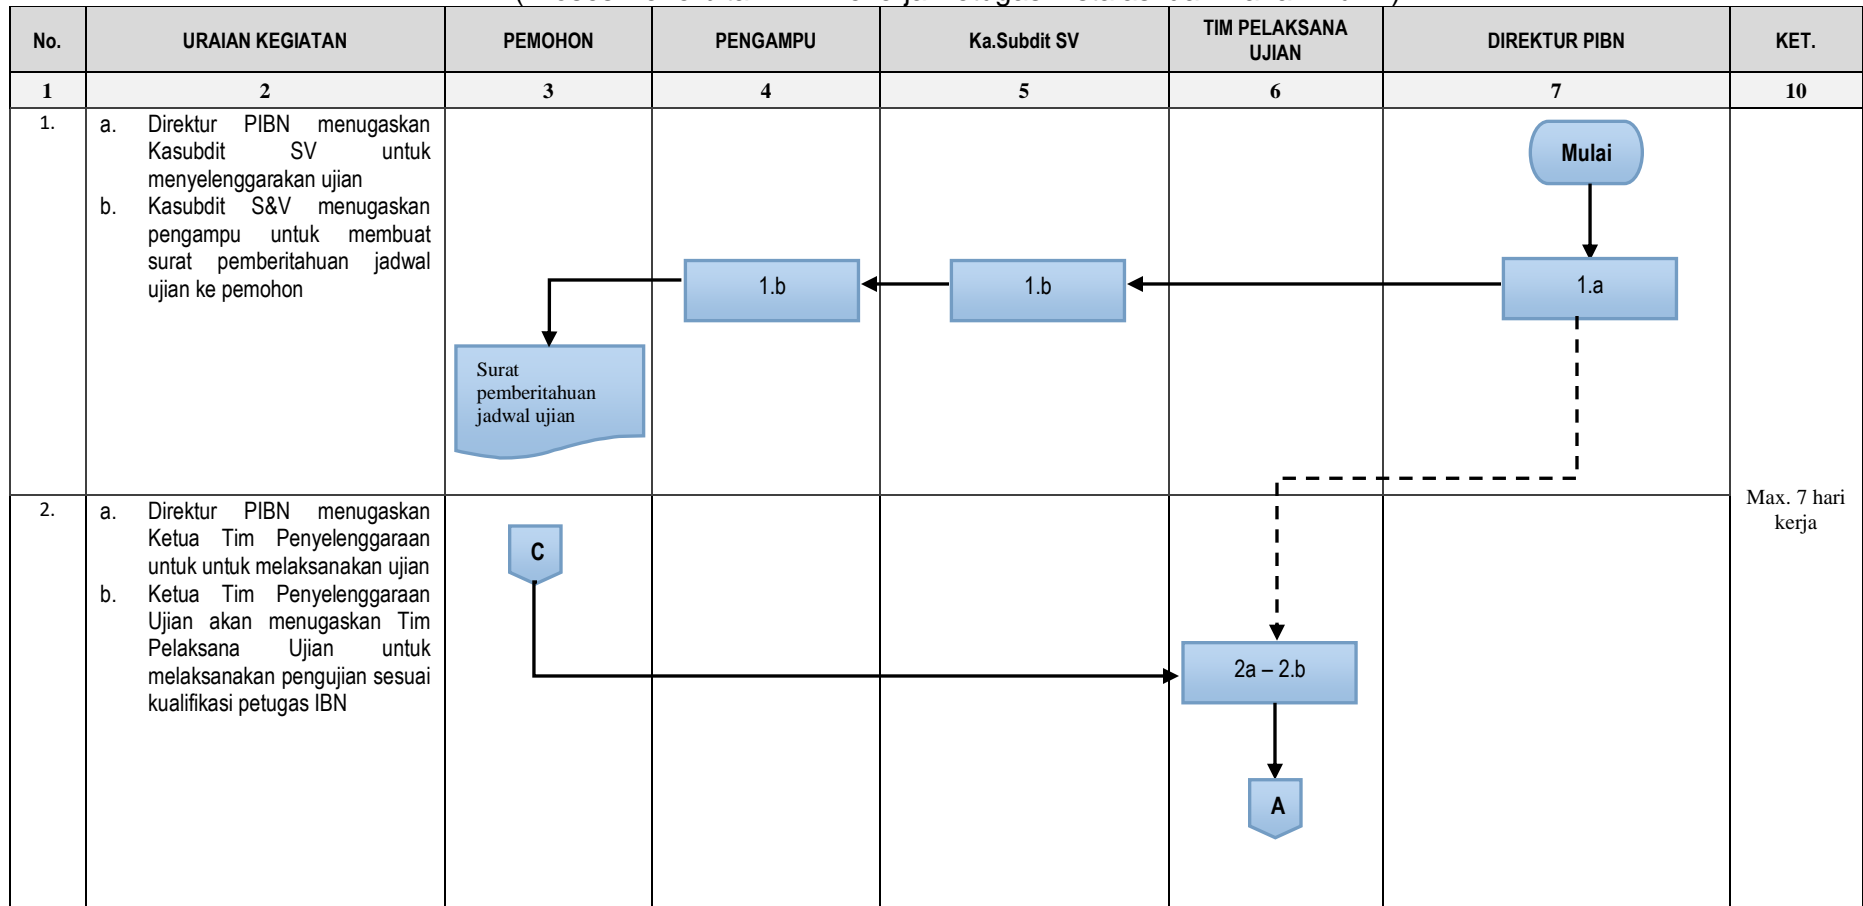 No. URAIAN KEGIATAN PEMOHON PENGAMPU Ka.Subdit SV TIM PELAKSANA UJIAN DIREKTUR PIBN KET.
1 2 3 4 5 6 7 10
1.
a. Direktur PIBN menugaskan
Kasubdit SV untuk
menyelenggarakan ujian
b. Kasubdit S&V menugaskan
pengampu untuk membuat
surat pemberitahuan jadwal
ujian ke pemohon
Mulai
1.b
1.b
1.a
Surat
pemberitahuan
jadwal ujian
2.
a. Direktur PIBN menugaskan
Ketua Tim Penyelenggaraan
untuk untuk melaksanakan ujian
b. Ketua Tim Penyelenggaraan
Ujian akan menugaskan Tim
Pelaksana Ujian untuk
melaksanakan pengujian sesuai
kualifikasi petugas IBN
C
2a – 2.b
A
Max. 7 hari
kerja